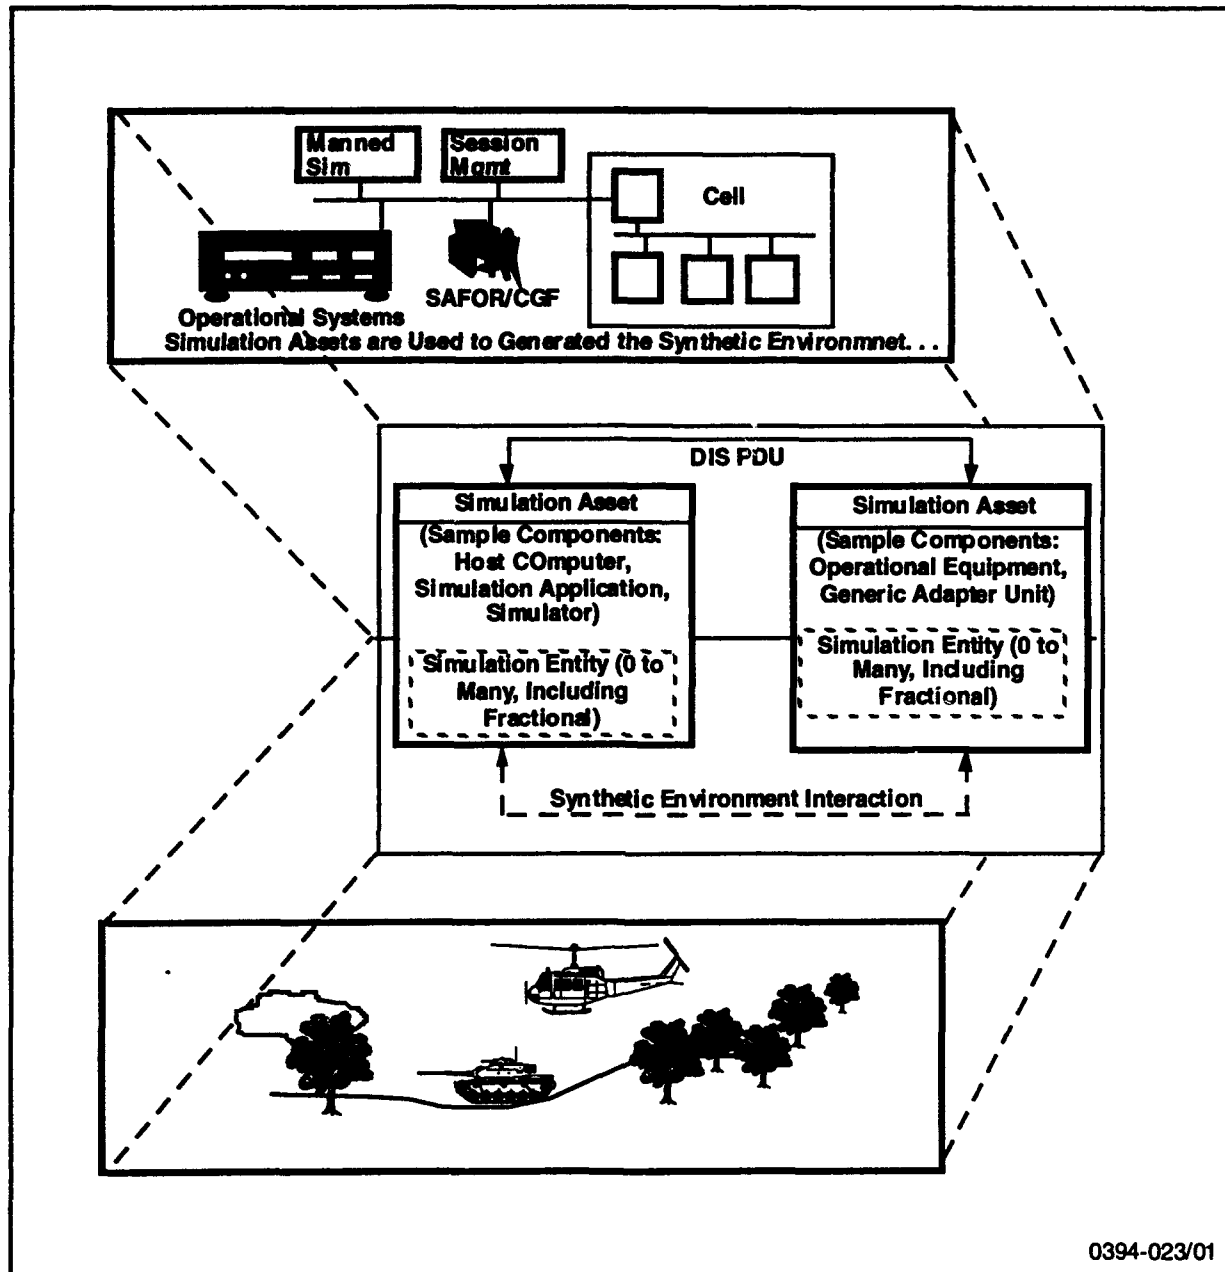 Manned
Sim
Session
Mgmt
Cell
SAFOR/CGF
Operational Systems
Simulation Assets are Used to Generated the Synthetic Environmnet. . .
DIS PDU
Simulation Asset
(Sample Components:
Host COmputer,
Simulation Application,
Simulator)
Simulation Entity (0 to
Many, Including
Fractional)
Simulation Asset
(Sample Components:
Operational Equipment,
Generic Adapter Unit)
Simulation Entity (0 to
Many, Including
Fractional)
Synthetic Environment Interaction
0394-023/01